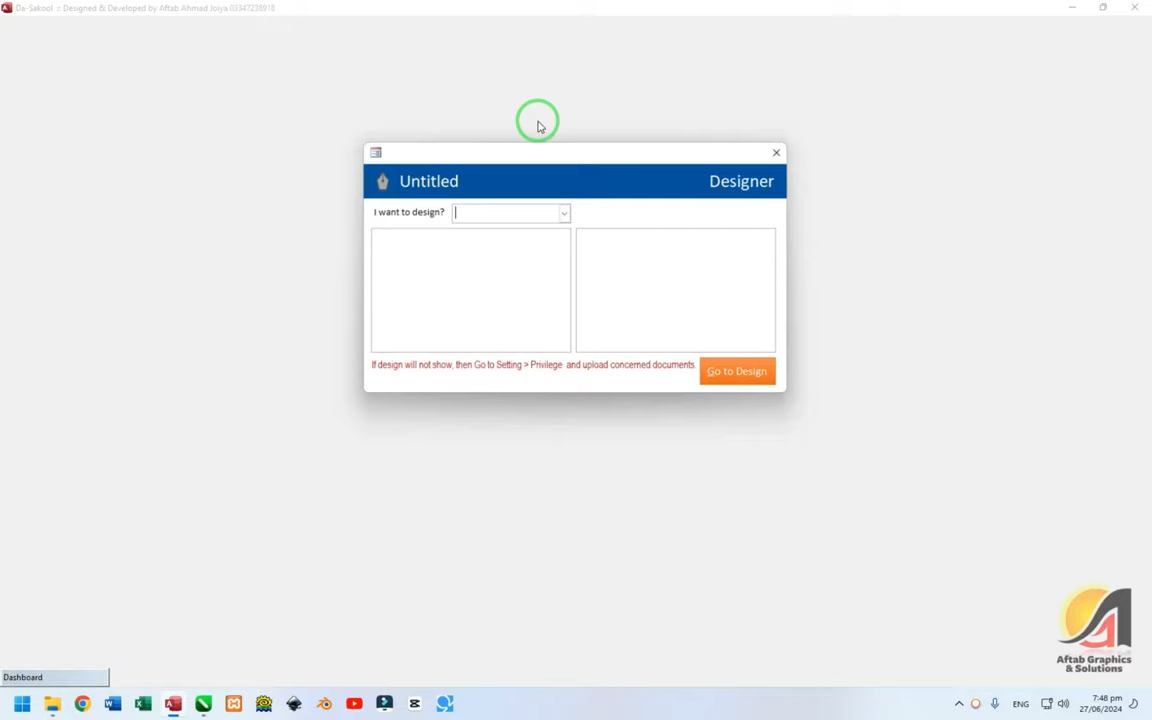 Da-Sakool :: Designed & Developed by Aftab Ahmad Joiya 03347238918
Untitled
Designer
I want to design?
If design will not show, then Go to Setting > Privilege and upload concerned documents.
Go to Design
Aftab Graphics
& Solutions
Dashboard
ENG
7:48 pm
27/06/2024